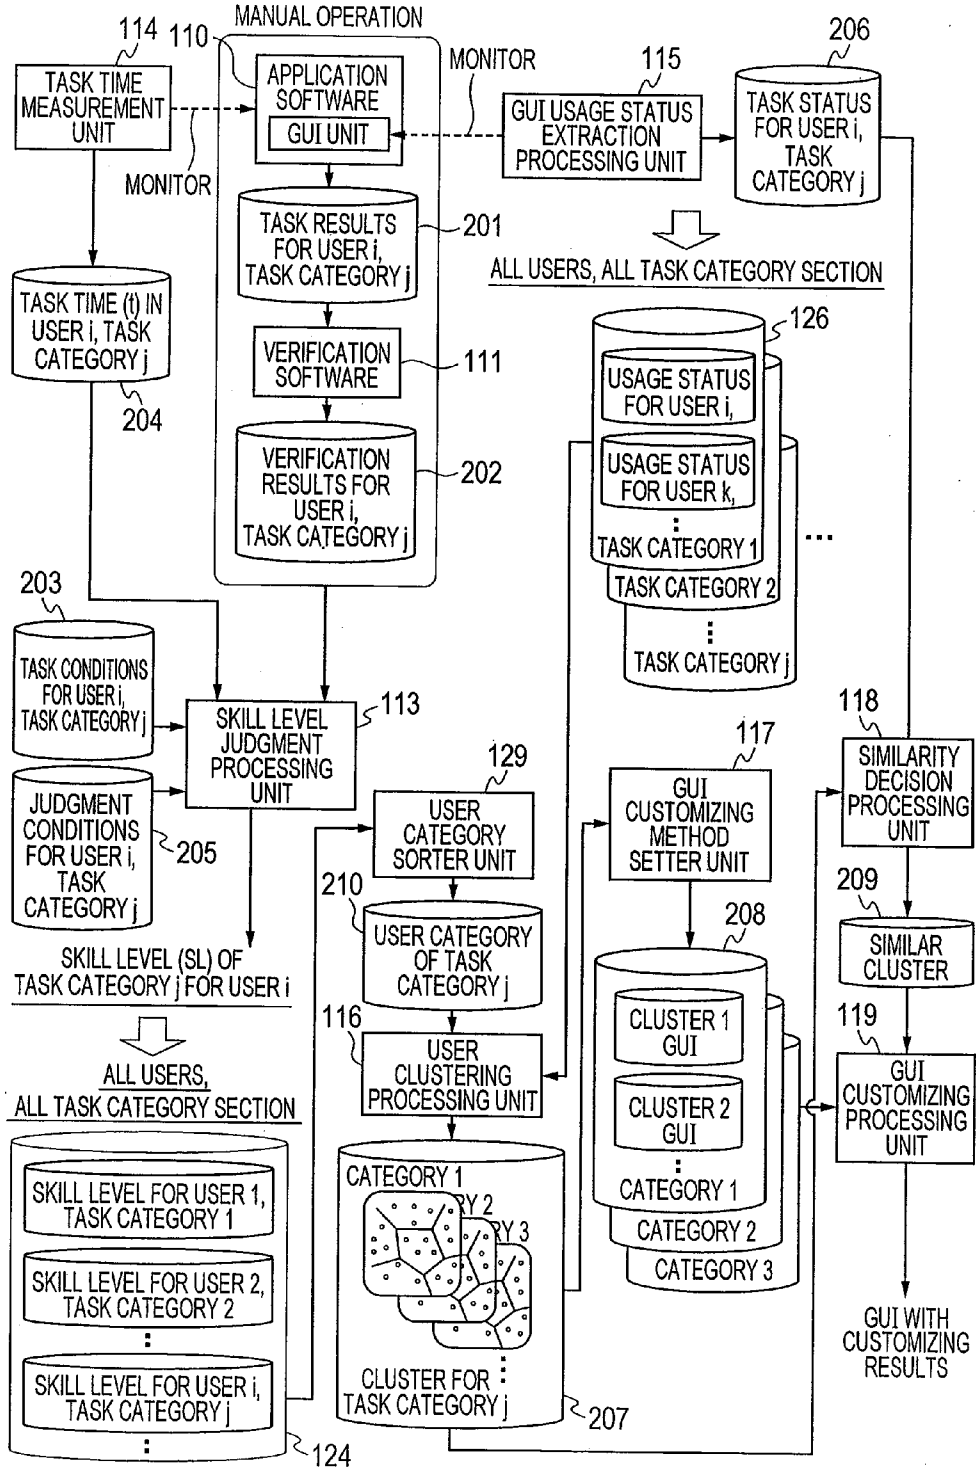 MANUAL OPERATION
114
TASK TIME
MEASUREMENT
UNIT
MONITOR
110
APPLICATION
SOFTWARE
GUI UNIT
MONITOR
115
GUI USAGE STATUS
EXTRACTION
PROCESSING UNIT
206
TASK STATUS
FOR USER i,
TASK
CATEGORY j
TASK RESULTS
FOR USER i,
TASK CATEGORY j
201
ALL USERS, ALL TASK CATEGORY SECTION
TASK TIME (t) IN
USER i, TASK
CATEGORY j
204
VERIFICATION
SOFTWARE
111
VERIFICATION
RESULTS FOR
USER i,
TASK CATEGORY j
202
126
USAGE STATUS
FOR USER i,
USAGE STATUS
FOR USER k,
⋮
TASK CATEGORY 1
TASK CATEGORY 2
⋮
TASK CATEGORY j
...
203
TASK CONDITIONS
FOR USER i,
TASK CATEGORY j
JUDGMENT
CONDITIONS
FOR USER i,
TASK
CATEGORY j
205
SKILL LEVEL
JUDGMENT
PROCESSING
UNIT
113
SKILL LEVEL (SL) OF
TASK CATEGORY j FOR USER i
ALL USERS,
ALL TASK CATEGORY SECTION
SKILL LEVEL FOR USER 1,
TASK CATEGORY 1
SKILL LEVEL FOR USER 2,
TASK CATEGORY 2
⋮
SKILL LEVEL FOR USER i,
TASK CATEGORY j
⋮
124
129
USER
CATEGORY
SORTER UNIT
210
USER CATEGORY
OF TASK
CATEGORY j
116
USER
CLUSTERING
PROCESSING UNIT
CATEGORY 1
RY 2
RY 3
⋮
CLUSTER FOR
TASK CATEGORY j
207
117
GUI
CUSTOMIZING
METHOD
SETTER UNIT
208
CLUSTER 1
GUI
CLUSTER 2
GUI
⋮
CATEGORY 1
CATEGORY 2
CATEGORY 3
118
SIMILARITY
DECISION
PROCESSING
UNIT
209
SIMILAR
CLUSTER
119
GUI
CUSTOMIZING
PROCESSING
UNIT
GUI WITH
CUSTOMIZING
RESULTS